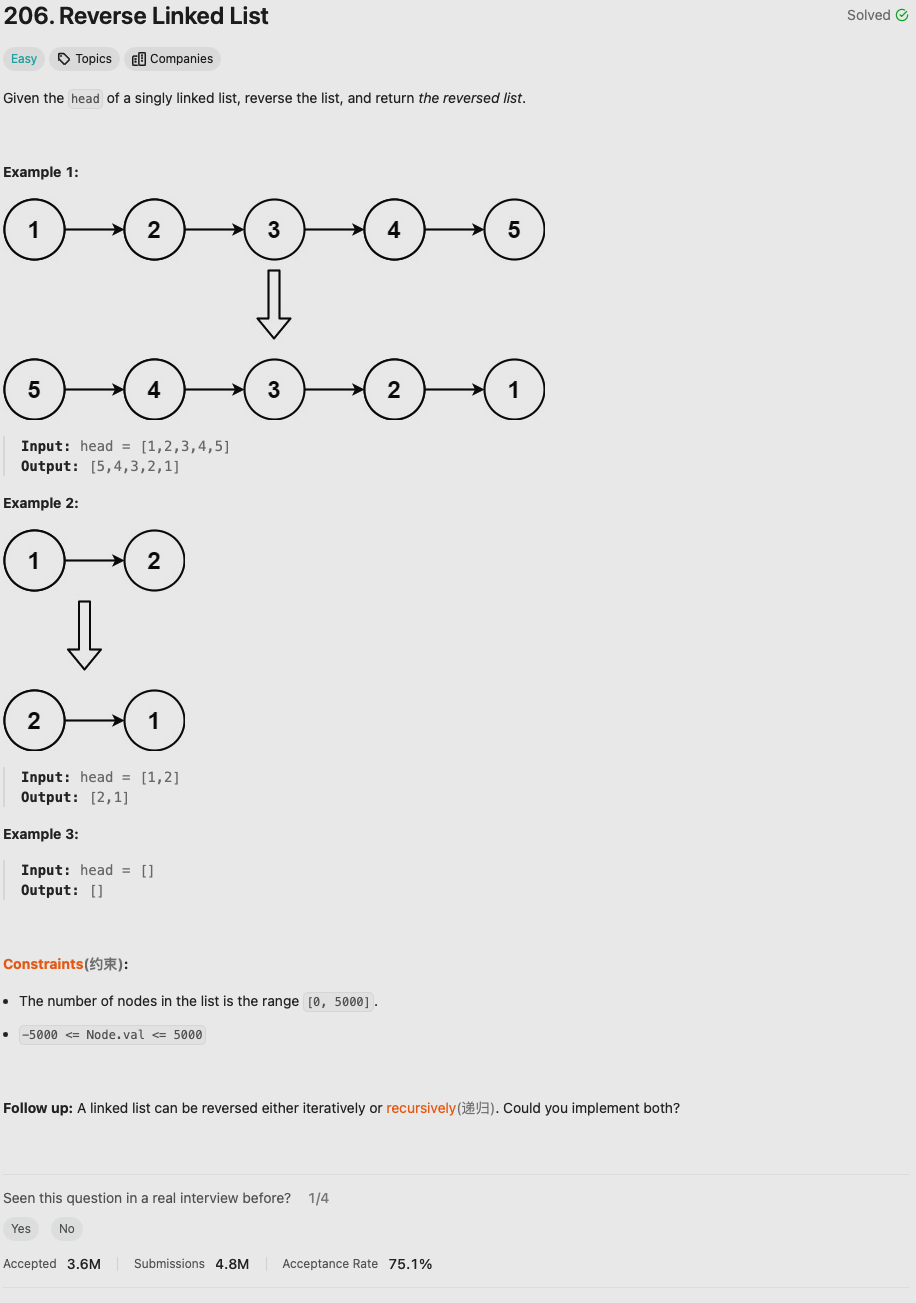 206. Reverse Linked List
Solved
Easy
Topics
Companies
Given the head of a singly linked list, reverse the list, and return the reversed list.
Example 1:
1 2 3 4 5
5 4 3 2 1
Input: head = [1,2,3,4,5]
Output: [5,4,3,2,1]
Example 2:
1 2
2 1
Input: head = [1,2]
Output: [2,1]
Example 3:
Input: head = []
Output: []
Constraints(约束):
The number of nodes in the list is the range [0, 5000].
-5000 <= Node.val <= 5000
Follow up: A linked list can be reversed either iteratively or recursively(递归). Could you implement both?
Seen this question in a real interview before? 1/4
Yes No
Accepted 3.6M Submissions 4.8M Acceptance Rate 75.1%